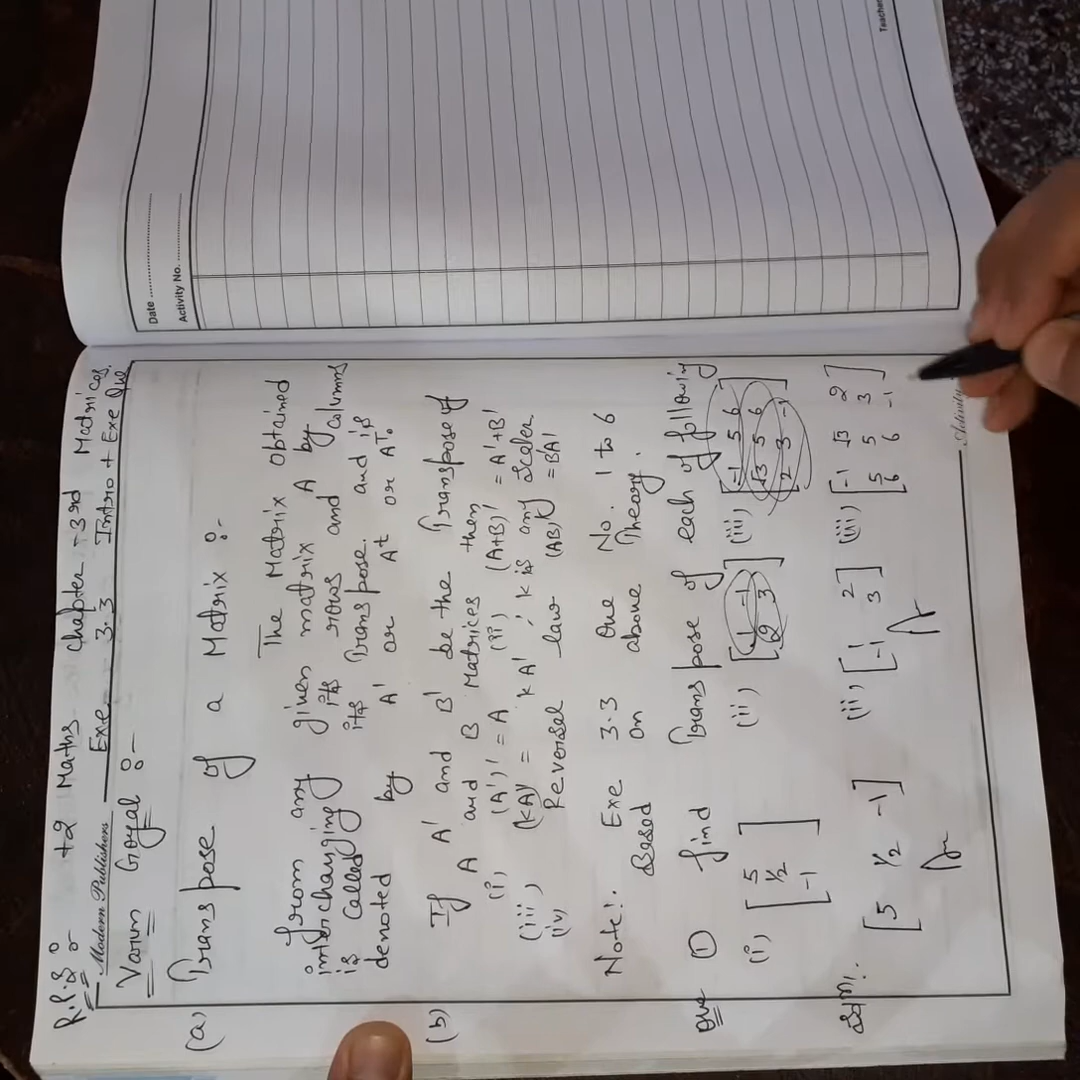 R.P.S :- +2 Maths chapter - 3rd Matrices.
Modern Publishers Exe 3.3 Intro + Exe Que
Varun Goyal :-
(a) Transpose of a Matrix :-
The Matrix obtained
from any given matrix A by
interchanging its rows and columns
is called its Transpose. and is
denoted by A' or Aᵗ or Aᵀ.
(b) If A' and B' be the Transpose of
A and B Matrices then
(i), (A')' = A (ii), (A+B)' = A'+B'
(iii), (KA)' = KA' ; K is any Scaler
(iv) Reversal law (AB)' = B'A'
Note!. Exe 3.3 Que No. 1 to 6
Based on above Theory.
Que ① find Transpose of each of following
(i), [ 5 (ii), [ 1 -1 ] (iii), [ -1 5 6
1/2 2 3 √3 5 6
-1 ] 2 3 -1 ]
Soln!.
[ 5 1/2 -1 ] (ii), [ 1 2 (iii), [ -1 √3 2
-1 3 ] 5 5 3
6 6 -1 ]
Date
Activity No.